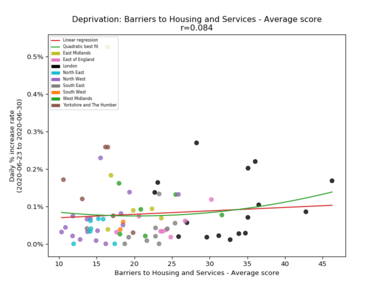 Deprivation: Barriers to Housing and Services - Average score
r=0.084
Daily % increase rate
(2020-06-23 to 2020-06-30)
0.5%
0.4%
0.3%
0.2%
0.1%
0.0%
Linear regression
Quadratic best fit
East Midlands
East of England
London
North East
North West
South East
South West
West Midlands
Yorkshire and The Humber
10 15 20 25 30 35 40 45
Barriers to Housing and Services - Average score